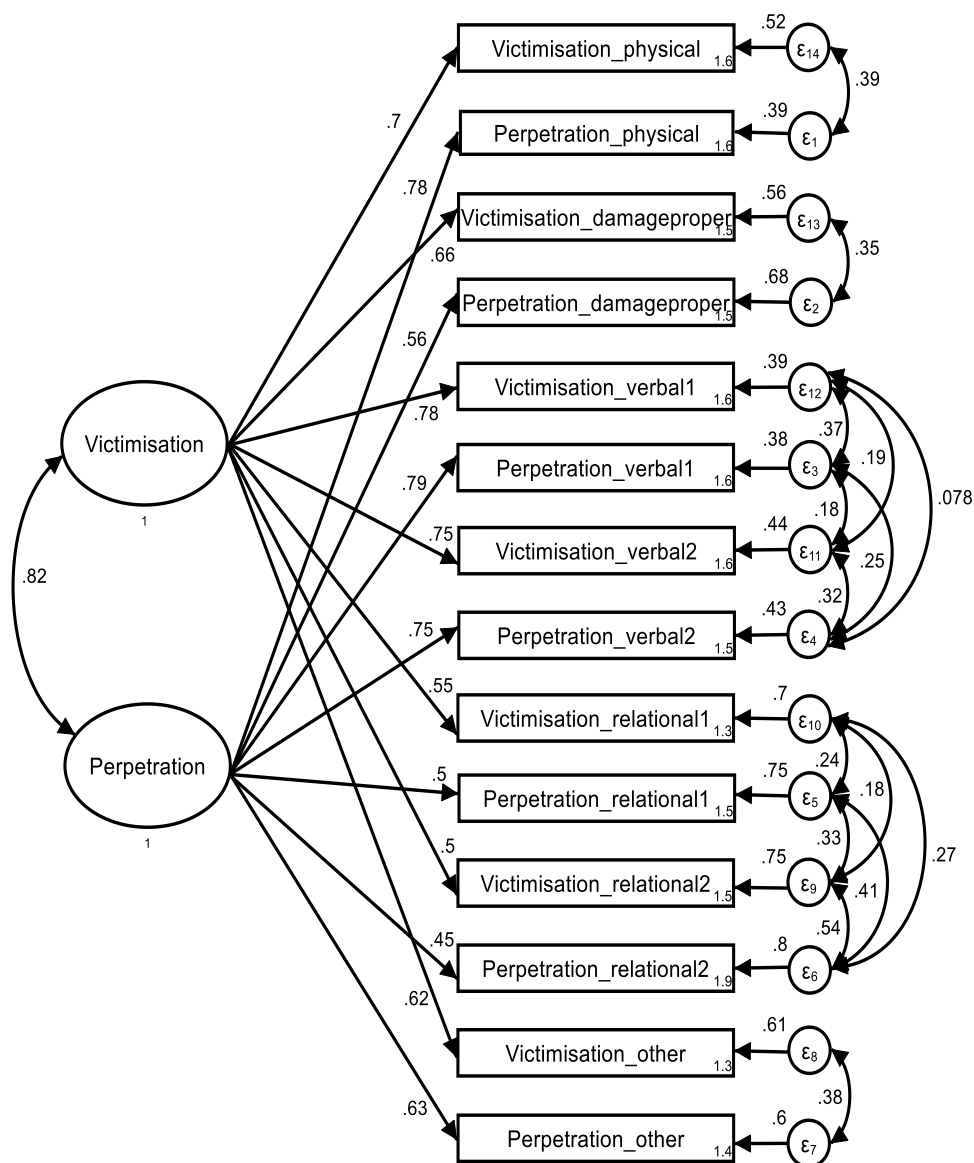 .52
Victimisation_physical
1.6
ε14
.39
.7
.39
Perpetration_physical
1.6
ε1
.78
.56
Victimisation_damageproper
1.5
ε13
.35
.66
.68
Perpetration_damageproper
1.5
ε2
.56
.39
Victimisation_verbal1
1.6
ε12
.78
.37
.19
.078
Victimisation
1
.38
Perpetration_verbal1
1.6
ε3
.79
.18
.44
Victimisation_verbal2
1.6
ε11
.75
.25
.32
.82
.43
Perpetration_verbal2
1.5
ε4
.75
.7
Victimisation_relational1
1.3
ε10
.55
.24
.18
.27
Perpetration
1
.75
Perpetration_relational1
1.5
ε5
.5
.33
.75
Victimisation_relational2
1.5
ε9
.5
.41
.54
.8
Perpetration_relational2
1.9
ε6
.45
.61
Victimisation_other
1.3
ε8
.62
.38
.6
Perpetration_other
1.4
ε7
.63